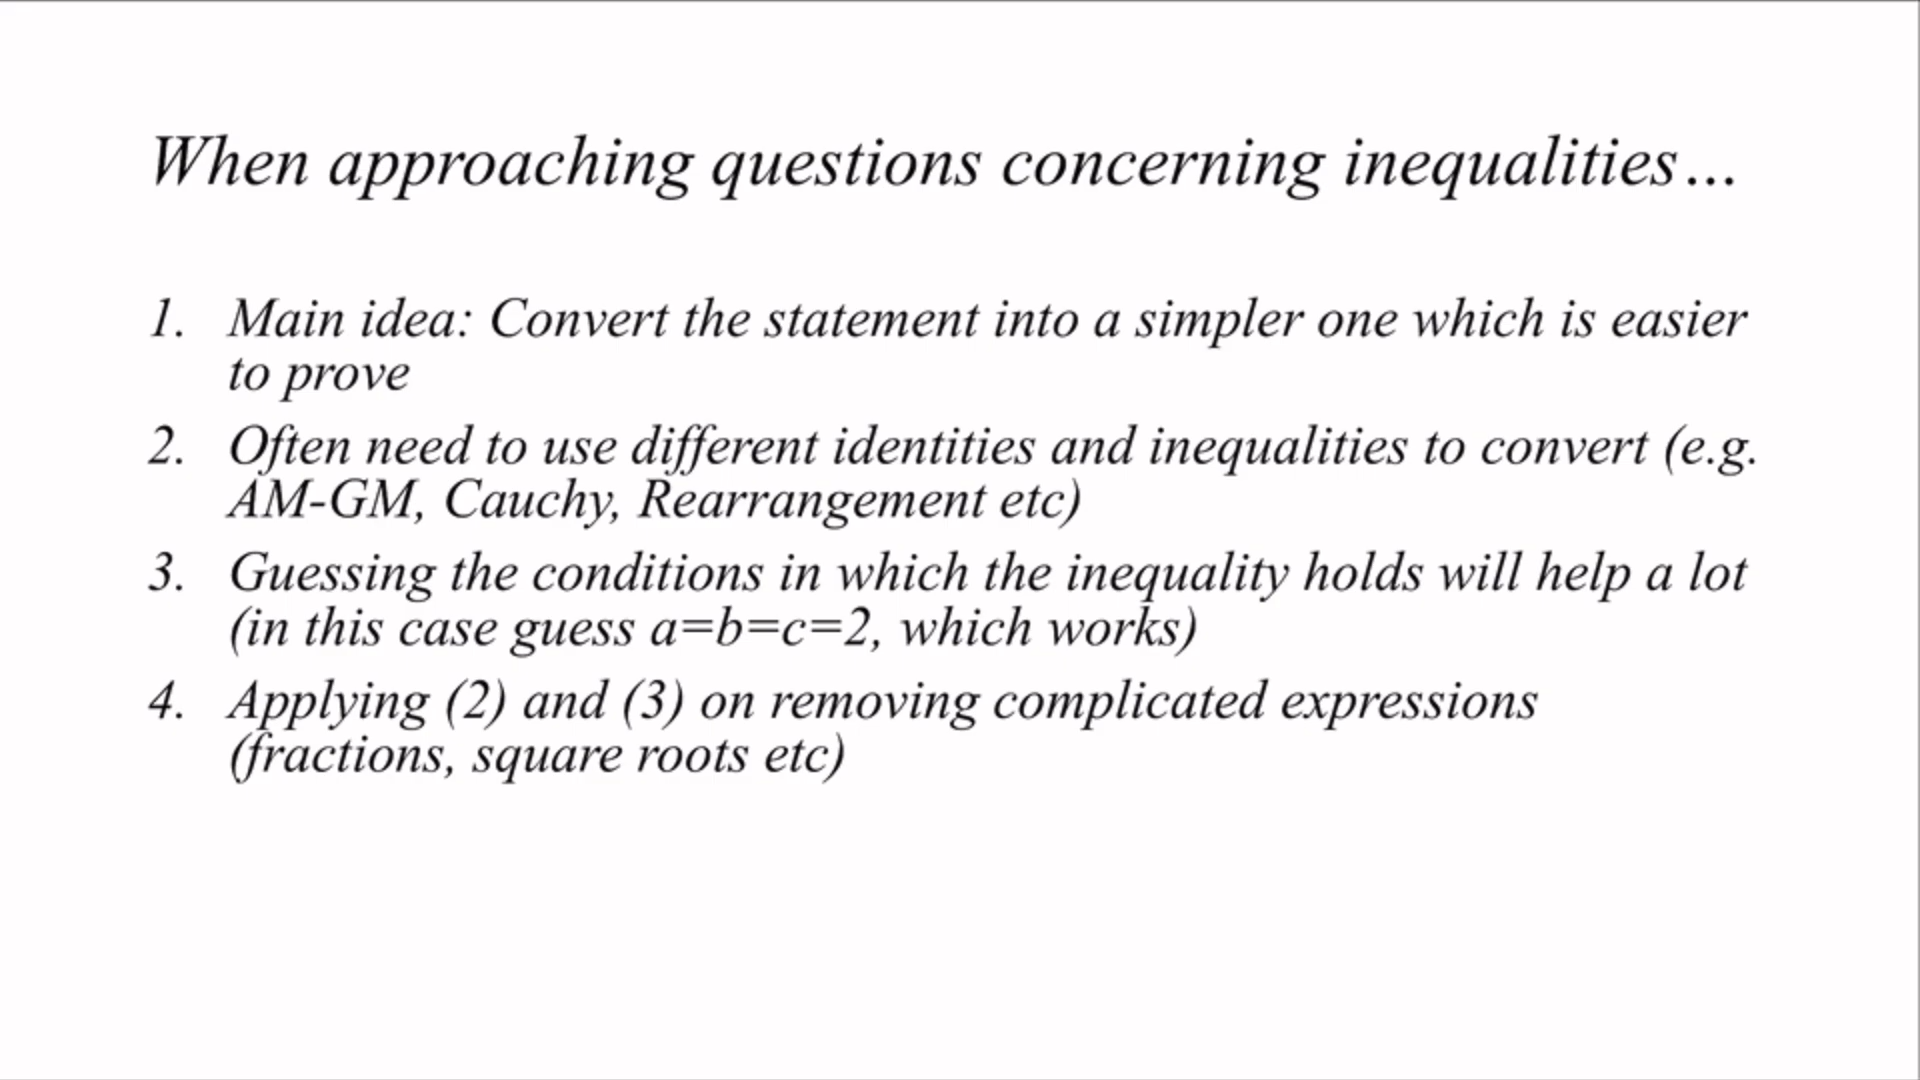 When approaching questions concerning inequalities...
1. Main idea: Convert the statement into a simpler one which is easier
to prove
2. Often need to use different identities and inequalities to convert (e.g.
AM-GM, Cauchy, Rearrangement etc)
3. Guessing the conditions in which the inequality holds will help a lot
(in this case guess a=b=c=2, which works)
4. Applying (2) and (3) on removing complicated expressions
(fractions, square roots etc)